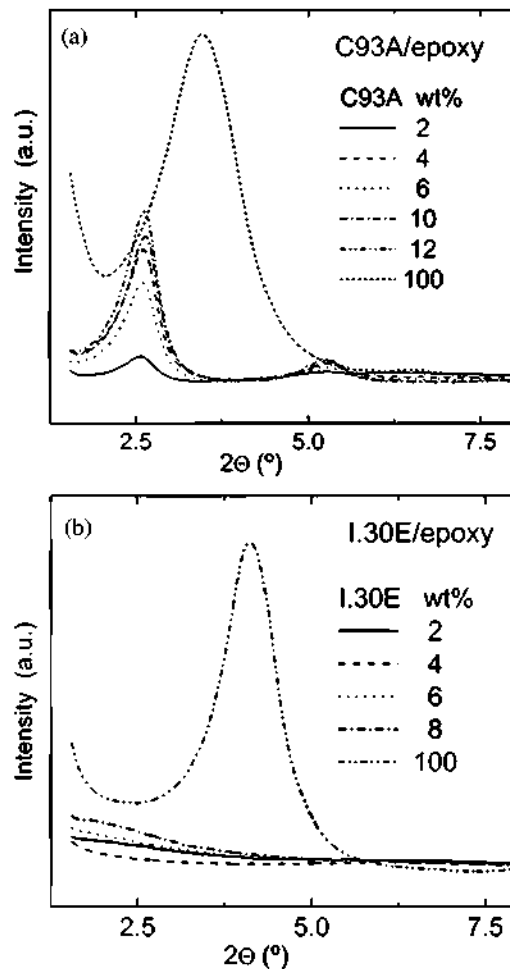 (a)
C93A/epoxy
C93A wt%
2
4
6
10
12
100
Intensity (a.u.)
2.5 5.0 7.5
2Θ (º)
(b)
I.30E/epoxy
I.30E wt%
2
4
6
8
100
Intensity (a.u.)
2.5 5.0 7.5
2Θ (º)